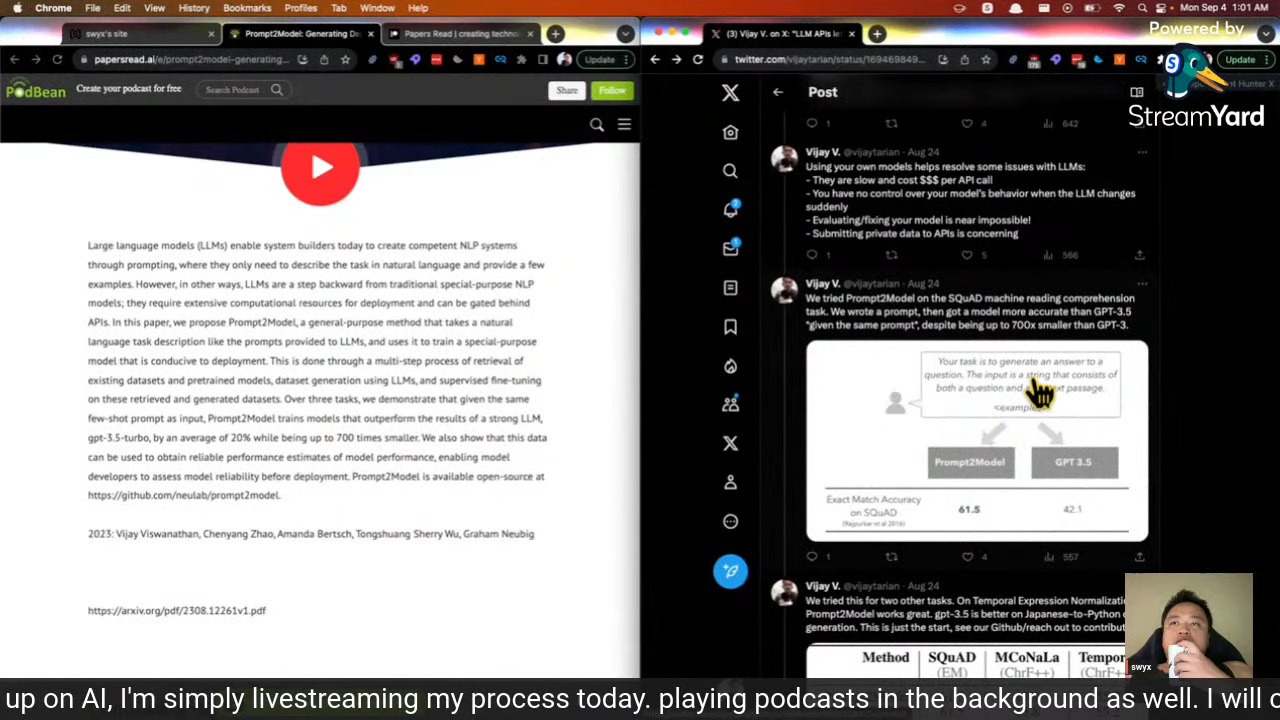 Chrome File Edit View History Bookmarks Profiles Tab Window Help
Mon Sep 4 1:01 AM
swyx's site
Prompt2Model: Generating De
Papers Read | creating techno
papersread.ai/e/prompt2model-generating...
Update
PodBean
Create your podcast for free
Search Podcast
Share
Follow
Large language models (LLMs) enable system builders today to create competent NLP systems
through prompting, where they only need to describe the task in natural language and provide a few
examples. However, in other ways, LLMs are a step backward from traditional special-purpose NLP
models; they require extensive computational resources for deployment and can be gated behind
APIs. In this paper, we propose Prompt2Model, a general-purpose method that takes a natural
language task description like the prompts provided to LLMs, and uses it to train a special-purpose
model that is conducive to deployment. This is done through a multi-step process of retrieval of
existing datasets and pretrained models, dataset generation using LLMs, and supervised fine-tuning
on these retrieved and generated datasets. Over three tasks, we demonstrate that given the same
few-shot prompt as input, Prompt2Model trains models that outperform the results of a strong LLM,
gpt-3.5-turbo, by an average of 20% while being up to 700 times smaller. We also show that this data
can be used to obtain reliable performance estimates of model performance, enabling model
developers to assess model reliability before deployment. Prompt2Model is available open-source at
https://github.com/neulab/prompt2model.
2023: Vijay Viswanathan, Chenyang Zhao, Amanda Bertsch, Tongshuang Sherry Wu, Graham Neubig
https://arxiv.org/pdf/2308.12261v1.pdf
(3) Vijay V. on X: "LLM APIs let
twitter.com/vijaytarian/status/169469849...
Update
Powered by
StreamYard
Post
1 4 642
Vijay V. @vijaytarian · Aug 24
Using your own models helps resolve some issues with LLMs:
- They are slow and cost $$$ per API call
- You have no control over your model's behavior when the LLM changes
suddenly
- Evaluating/fixing your model is near impossible!
- Submitting private data to APIs is concerning
1 5 566
Vijay V. @vijaytarian · Aug 24
We tried Prompt2Model on the SQuAD machine reading comprehension
task. We wrote a prompt, then got a model more accurate than GPT-3.5
*given the same prompt*, despite being up to 700x smaller than GPT-3.
Your task is to generate an answer to a
question. The input is a string that consists of
both a question and passage.
Prompt2Model GPT 3.5
Exact Match Accuracy
on SQuAD 61.5 42.1
(Rajpurkar et al 2016)
1 4 557
Vijay V. @vijaytarian · Aug 24
We tried this for two other tasks. On Temporal Expression
Prompt2Model works great. gpt-3.5 is better on Japanese-to-Python
generation. This is just the start, see our Github/reach out to
Method SQuAD MCoNaLa
(EM) (ChrF++)
swyx
up on AI, I'm simply livestreaming my process today. playing podcasts in the background as well. I will